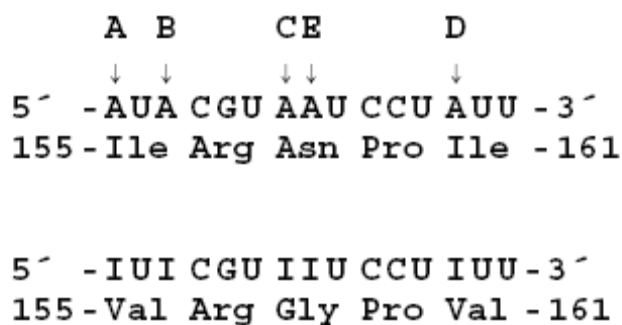 A B CE D
↓ ↓ ↓ ↓ ↓
5´ -AUA CGU AAU CCU AUU -3´
155-Ile Arg Asn Pro Ile -161
5´ -IUI CGU IIU CCU IUU-3´
155-Val Arg Gly Pro Val -161